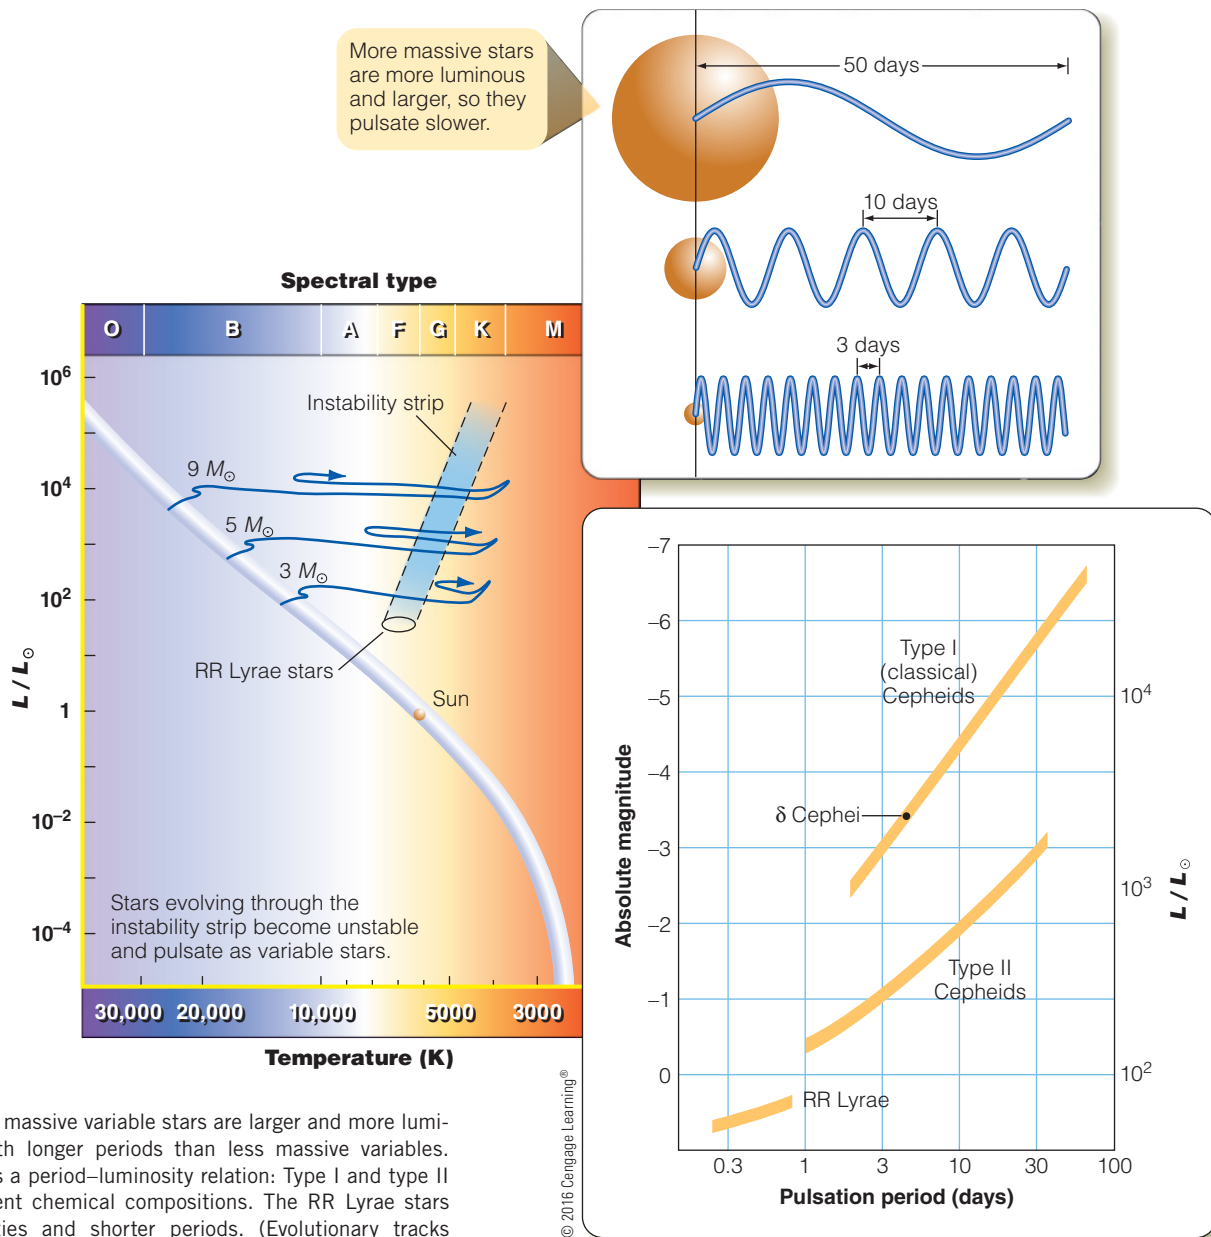 More massive stars
are more luminous
and larger, so they
pulsate slower.
50 days
10 days
3 days
Spectral type
O B A F G K M
10⁶
10⁴
10²
1
10⁻²
10⁻⁴
L / L☉
Instability strip
9 M☉
5 M☉
3 M☉
RR Lyrae stars
Sun
Stars evolving through the
instability strip become unstable
and pulsate as variable stars.
30,000 20,000 10,000 5000 3000
Temperature (K)
–7
–6
–5
–4
–3
–2
–1
0
Absolute magnitude
Type I
(classical)
Cepheids
δ Cephei
Type II
Cepheids
RR Lyrae
10⁴
10³
10²
L / L☉
0.3 1 3 10 30 100
Pulsation period (days)
© 2016 Cengage Learning®
massive variable stars are larger and more lumi-
th longer periods than less massive variables.
s a period–luminosity relation: Type I and type II
ent chemical compositions. The RR Lyrae stars
ties and shorter periods. (Evolutionary tracks